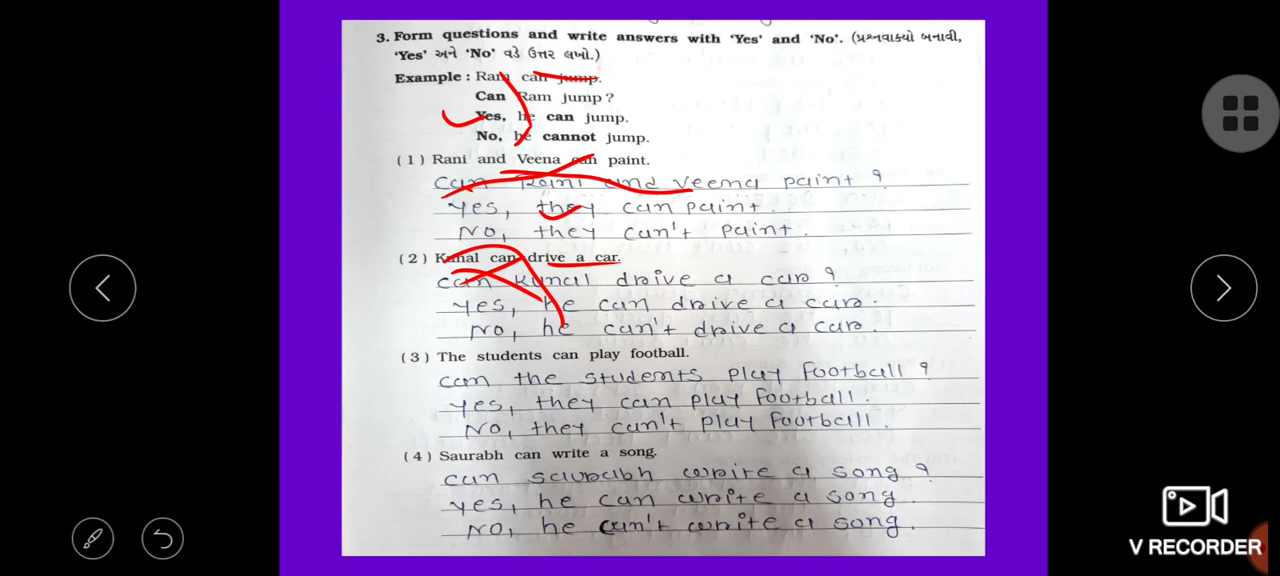 3. Form questions and write answers with 'Yes' and 'No'. (પ્રશ્નવાક્યો બનાવી,
'Yes' અને 'No' વડે ઉત્તર લખો.)
Example : Ram can jump.
Can Ram jump?
Yes, he can jump.
No, he cannot jump.
(1) Rani and Veena can paint.
can Rani and veena paint ?
Yes, they can paint.
No, they can't paint.
(2) Kunal can drive a car.
can kunal drive a car ?
Yes, he can drive a car.
No, he can't drive a car.
(3) The students can play football.
can the students play football ?
Yes, they can play football.
No, they can't play football.
(4) Saurabh can write a song.
can saurabh write a song ?
Yes, he can write a song.
No, he can't write a song.
V RECORDER